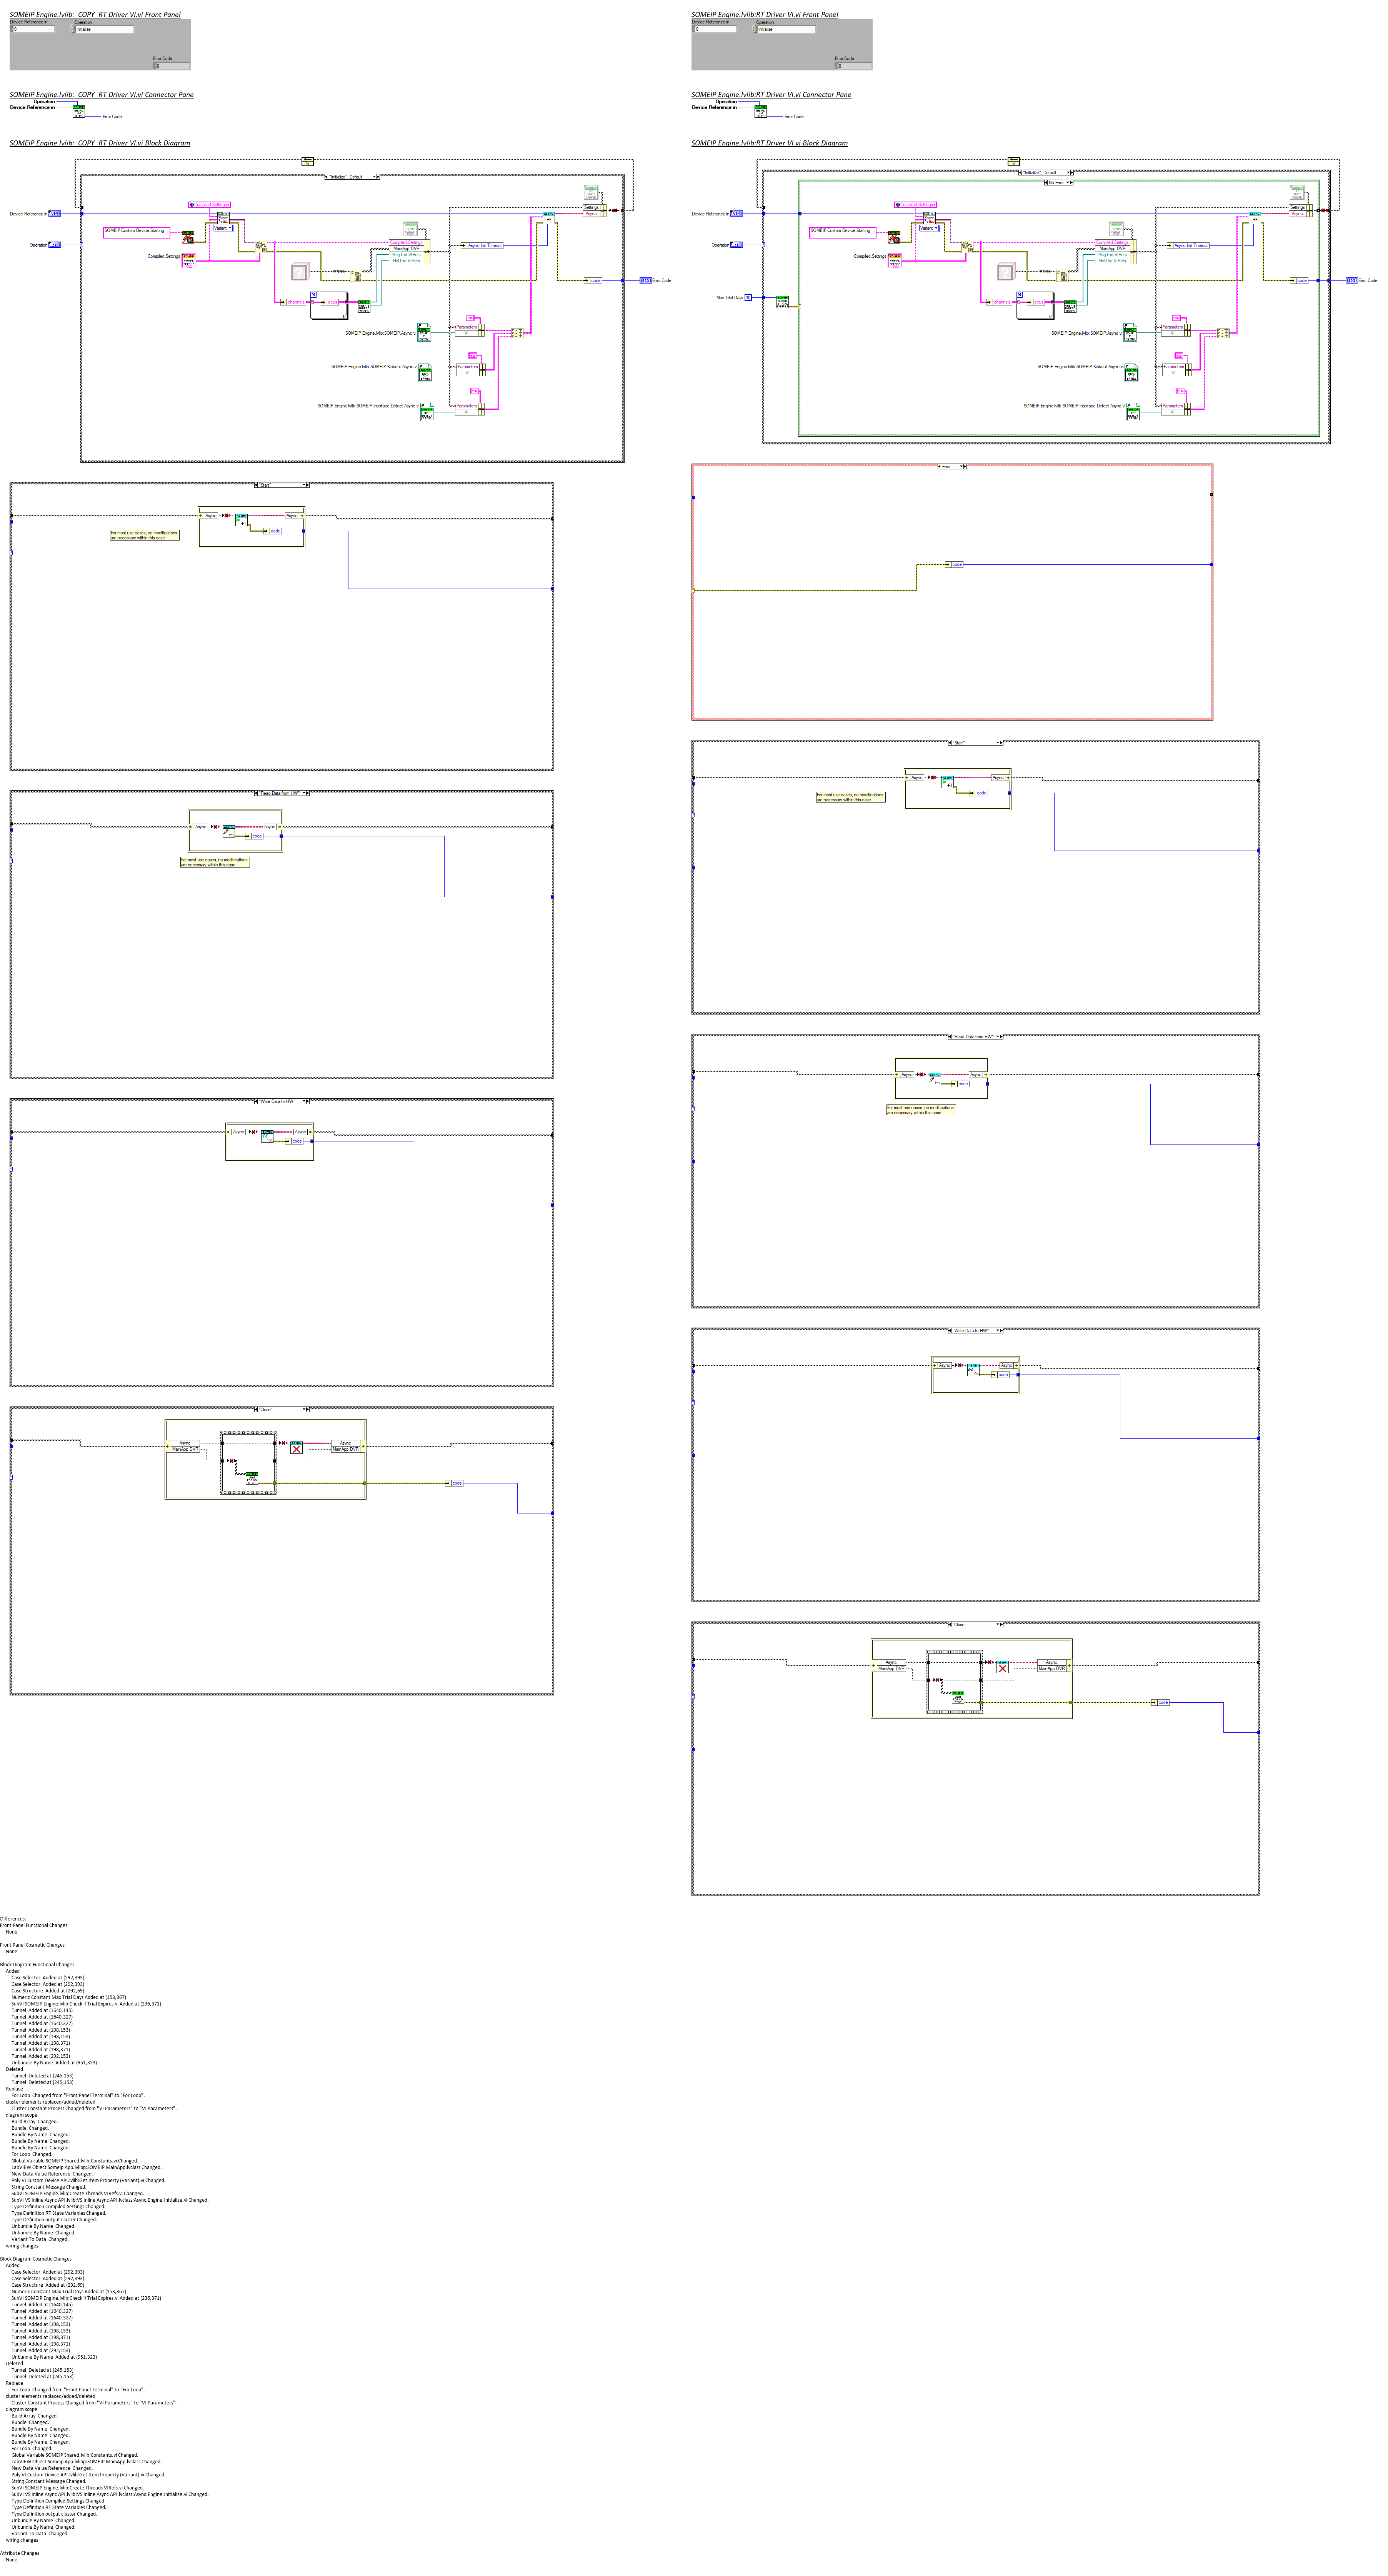 SOMEIP Engine.lvlib: COPY RT Driver VI.vi Front Panel
Device Reference in
Operation
0
Initialize
Error Code
0
SOMEIP Engine.lvlib: COPY RT Driver VI.vi Connector Pane
Operation
Device Reference in
Error Code
SOMEIP Engine.lvlib: COPY RT Driver VI.vi Block Diagram
"Initialize", Default
Compiled.Settings
Device Reference in
Settings
Async
Variant
SOMEIP Custom Device Starting...
Operation
Compiled.Settings
Compiled.Settings
MainApp DVR
Async Init Timeout
channels
code
Error Code
SOMEIP Engine.lvlib:SOMEIP Async.vi
Parameters
VI
SOMEIP Engine.lvlib:SOMEIP Kickout Async.vi
Parameters
VI
SOMEIP Engine.lvlib:SOMEIP Interface Detect Async.vi
Parameters
VI
"Start"
Async
Async
code
For most use cases, no modifications
are necessary within this case
"Read Data from HW"
Async
Async
code
For most use cases, no modifications
are necessary within this case
"Write Data to HW"
Async
Async
code
"Close"
Async
MainApp DVR
Async
MainApp DVR
code
SOMEIP Engine.lvlib:RT Driver VI.vi Front Panel
Device Reference in
Operation
0
Initialize
Error Code
0
SOMEIP Engine.lvlib:RT Driver VI.vi Connector Pane
Operation
Device Reference in
Error Code
SOMEIP Engine.lvlib:RT Driver VI.vi Block Diagram
"Initialize", Default
No Error
Compiled.Settings
Device Reference in
Settings
Async
Variant
SOMEIP Custom Device Starting...
Operation
Compiled.Settings
Compiled.Settings
MainApp DVR
Async Init Timeout
Max Trial Days
channels
code
Error Code
SOMEIP Engine.lvlib:SOMEIP Async.vi
Parameters
VI
SOMEIP Engine.lvlib:SOMEIP Kickout Async.vi
Parameters
VI
SOMEIP Engine.lvlib:SOMEIP Interface Detect Async.vi
Parameters
VI
Error
code
"Start"
Async
Async
code
For most use cases, no modifications
are necessary within this case
"Read Data from HW"
Async
Async
code
For most use cases, no modifications
are necessary within this case
"Write Data to HW"
Async
Async
code
"Close"
Async
MainApp DVR
Async
MainApp DVR
code
Differences:
Front Panel Functional Changes
None
Front Panel Cosmetic Changes
None
Block Diagram Functional Changes
Added
Case Selector Added at (292,393)
Case Selector Added at (292,393)
Case Structure Added at (292,69)
Numeric Constant Max Trial Days Added at (153,367)
SubVI SOMEIP Engine.lvlib:Check if Trial Expires.vi Added at (236,371)
Tunnel Added at (1640,145)
Tunnel Added at (1640,327)
Tunnel Added at (1640,327)
Tunnel Added at (198,153)
Tunnel Added at (198,153)
Tunnel Added at (198,371)
Tunnel Added at (198,371)
Tunnel Added at (292,153)
Unbundle By Name Added at (951,323)
Deleted
Tunnel Deleted at (245,153)
Tunnel Deleted at (245,153)
Replace
For Loop Changed from "Front Panel Terminal" to "For Loop".
cluster elements replaced/added/deleted
Cluster Constant Process Changed from "VI Parameters" to "VI Parameters".
diagram scope
Build Array Changed.
Bundle Changed.
Bundle By Name Changed.
Bundle By Name Changed.
Bundle By Name Changed.
For Loop Changed.
Global Variable SOMEIP Shared.lvlib:Constants.vi Changed.
LabVIEW Object Someip App.lvlibp:SOMEIP MainApp.lvclass Changed.
New Data Value Reference Changed.
Poly VI Custom Device API.lvlib:Get Item Property (Variant).vi Changed.
String Constant Message Changed.
SubVI SOMEIP Engine.lvlib:Create Threads VIRefs.vi Changed.
SubVI VS Inline Async API.lvlib:VS Inline Async API.lvclass:Async.Engine.Initialize.vi Changed.
Type Definition Compiled.Settings Changed.
Type Definition RT State Variables Changed.
Type Definition output cluster Changed.
Unbundle By Name Changed.
Unbundle By Name Changed.
Variant To Data Changed.
wiring changes
Block Diagram Cosmetic Changes
Added
Case Selector Added at (292,393)
Case Selector Added at (292,393)
Case Structure Added at (292,69)
Numeric Constant Max Trial Days Added at (153,367)
SubVI SOMEIP Engine.lvlib:Check if Trial Expires.vi Added at (236,371)
Tunnel Added at (1640,145)
Tunnel Added at (1640,327)
Tunnel Added at (1640,327)
Tunnel Added at (198,153)
Tunnel Added at (198,153)
Tunnel Added at (198,371)
Tunnel Added at (198,371)
Tunnel Added at (292,153)
Unbundle By Name Added at (951,323)
Deleted
Tunnel Deleted at (245,153)
Tunnel Deleted at (245,153)
Replace
For Loop Changed from "Front Panel Terminal" to "For Loop".
cluster elements replaced/added/deleted
Cluster Constant Process Changed from "VI Parameters" to "VI Parameters".
diagram scope
Build Array Changed.
Bundle Changed.
Bundle By Name Changed.
Bundle By Name Changed.
Bundle By Name Changed.
For Loop Changed.
Global Variable SOMEIP Shared.lvlib:Constants.vi Changed.
LabVIEW Object Someip App.lvlibp:SOMEIP MainApp.lvclass Changed.
New Data Value Reference Changed.
Poly VI Custom Device API.lvlib:Get Item Property (Variant).vi Changed.
String Constant Message Changed.
SubVI SOMEIP Engine.lvlib:Create Threads VIRefs.vi Changed.
SubVI VS Inline Async API.lvlib:VS Inline Async API.lvclass:Async.Engine.Initialize.vi Changed.
Type Definition Compiled.Settings Changed.
Type Definition RT State Variables Changed.
Type Definition output cluster Changed.
Unbundle By Name Changed.
Unbundle By Name Changed.
Variant To Data Changed.
wiring changes
Attribute Changes
None